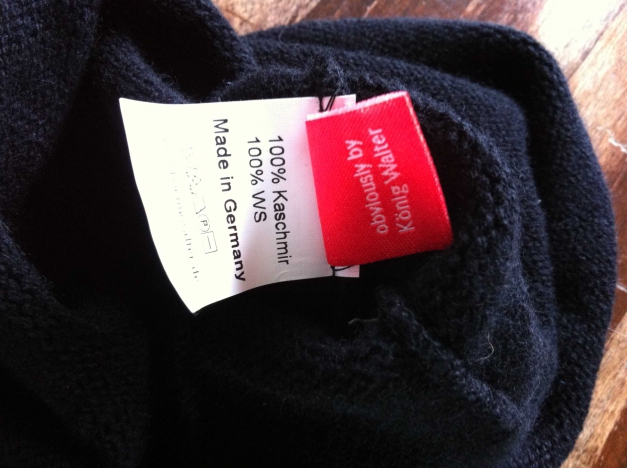 obviously by
König Walter
100% Kaschmir
100% WS
Made in Germany